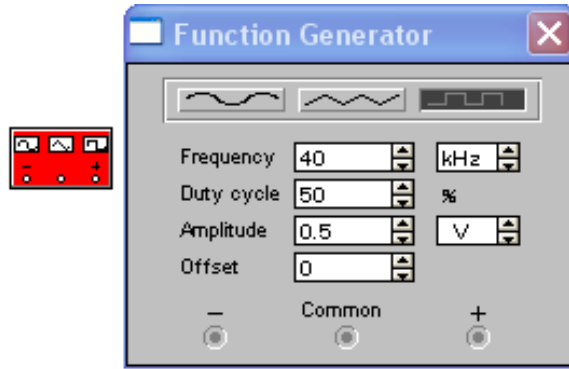 Function Generator
Frequency 40 kHz
Duty cycle 50 %
Amplitude 0.5 V
Offset 0
− Common +
− +